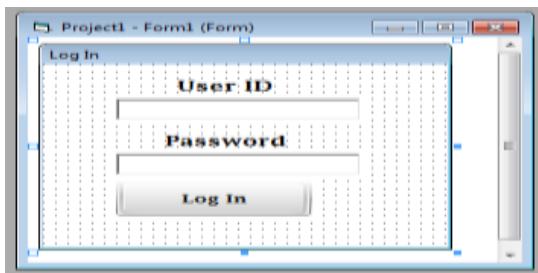 Project1 - Form1 (Form)
Log In
User ID
Password
Log In